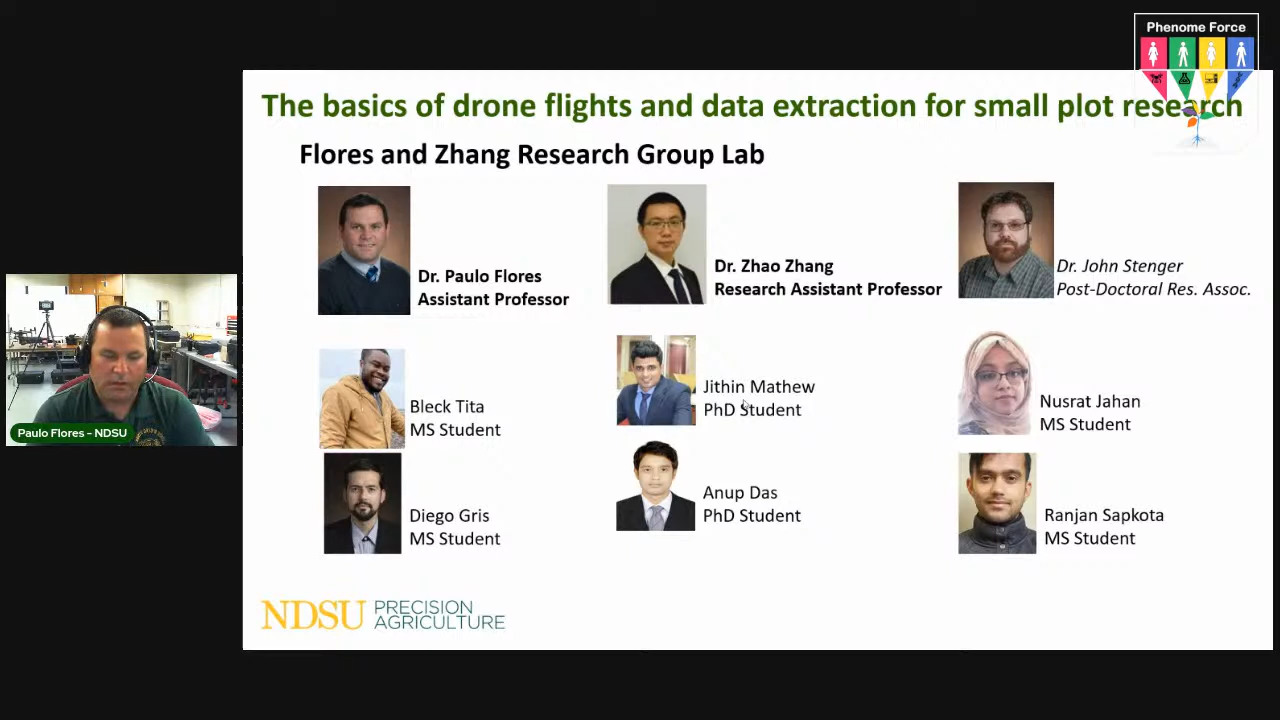 Phenome Force
The basics of drone flights and data extraction for small plot research
Flores and Zhang Research Group Lab
Dr. Paulo Flores
Assistant Professor
Dr. Zhao Zhang
Research Assistant Professor
Dr. John Stenger
Post-Doctoral Res. Assoc.
Bleck Tita
MS Student
Jithin Mathew
PhD Student
Nusrat Jahan
MS Student
Diego Gris
MS Student
Anup Das
PhD Student
Ranjan Sapkota
MS Student
Paulo Flores - NDSU
NDSU PRECISION
AGRICULTURE